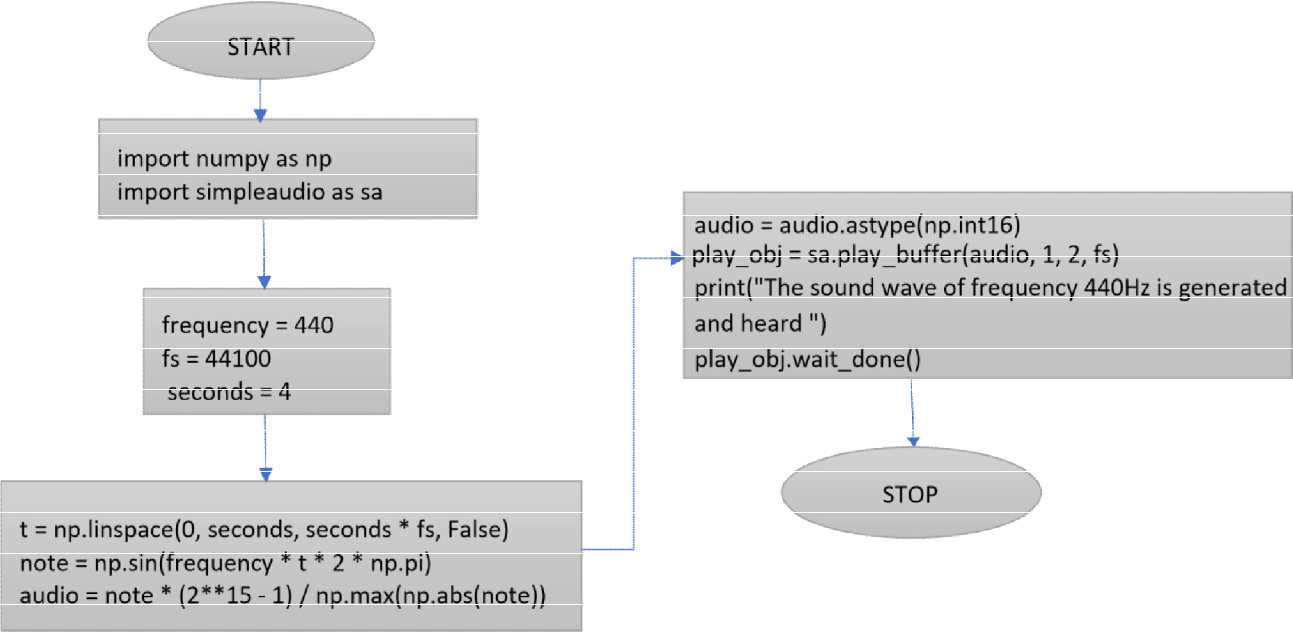 START
import numpy as np
import simpleaudio as sa
frequency = 440
fs = 44100
seconds = 4
t = np.linspace(0, seconds, seconds * fs, False)
note = np.sin(frequency * t * 2 * np.pi)
audio = note * (2**15 - 1) / np.max(np.abs(note))
audio = audio.astype(np.int16)
play_obj = sa.play_buffer(audio, 1, 2, fs)
print("The sound wave of frequency 440Hz is generated
and heard ")
play_obj.wait_done()
STOP